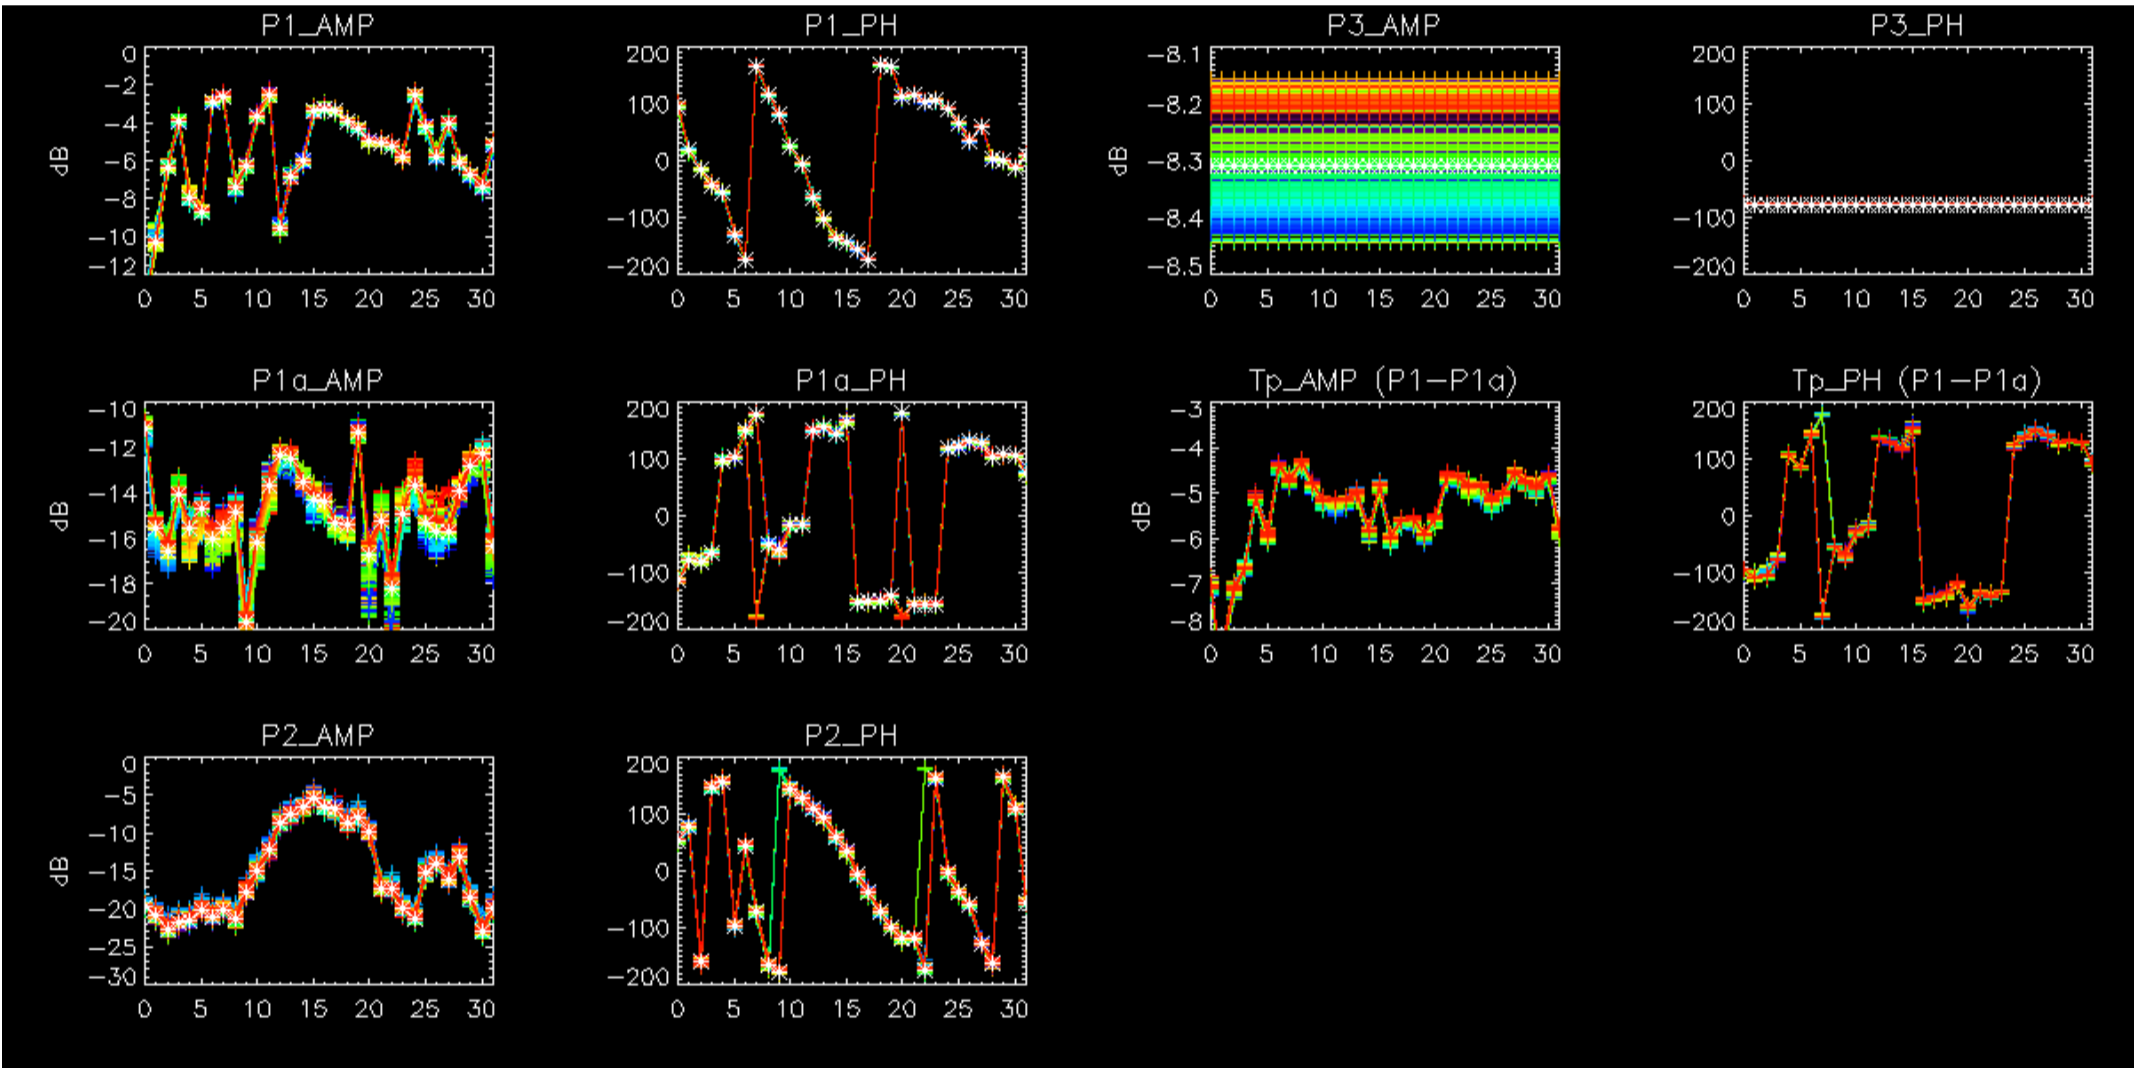 P1_AMP
P1_PH
P3_AMP
P3_PH
dB
0
−2
−4
−6
−8
−10
−12
0 5 10 15 20 25 30
200
100
0
−100
−200
0 5 10 15 20 25 30
dB
−8.1
−8.2
−8.3
−8.4
−8.5
0 5 10 15 20 25 30
200
100
0
−100
−200
0 5 10 15 20 25 30
P1a_AMP
P1a_PH
Tp_AMP (P1−P1a)
Tp_PH (P1−P1a)
dB
−10
−12
−14
−16
−18
−20
0 5 10 15 20 25 30
200
100
0
−100
−200
0 5 10 15 20 25 30
dB
−3
−4
−5
−6
−7
−8
0 5 10 15 20 25 30
200
100
0
−100
−200
0 5 10 15 20 25 30
P2_AMP
P2_PH
dB
0
−5
−10
−15
−20
−25
−30
0 5 10 15 20 25 30
200
100
0
−100
−200
0 5 10 15 20 25 30